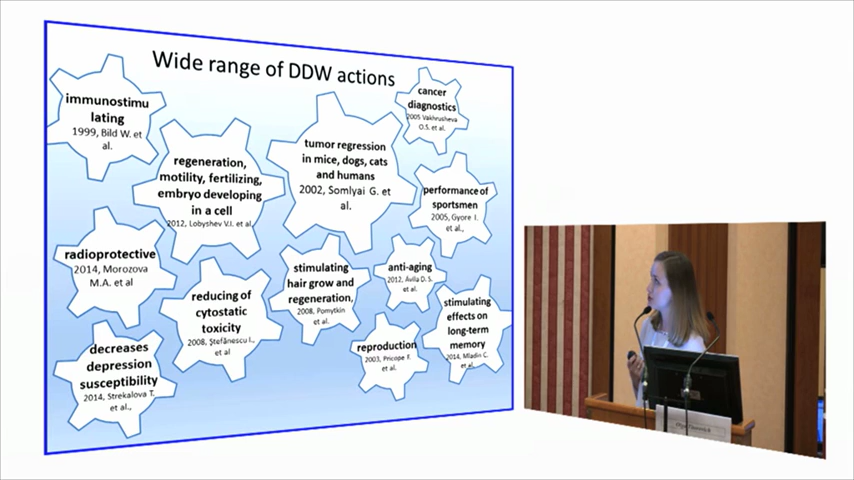 Wide range of DDW actions
immunostimu
lating
1999, Bild W. et
al.
regeneration,
motility, fertilizing,
embryo developing
in a cell
2012, Lobyshev V.I. et al.
tumor regression
in mice, dogs, cats
and humans
2002, Somlyai G. et
al.
cancer
diagnostics
2005 Vakhrusheva
O.S. et al.
performance of
sportsmen
2005, Gyore I.
et al.,
radioprotective
2014, Morozova
M.A. et al
reducing of
cytostatic
toxicity
2008, Ştefănescu I.,
et al
stimulating
hair grow and
regeneration,
2008, Pomytkin
et al.
anti-aging
2012, Ávila D. S.
et al.
stimulating
effects on
long-term
memory
2014, Mladin C.
et al.
decreases
depression
susceptibility
2014, Strekalova T.
et al.,
reproduction
2003, Pricope F.
et al.